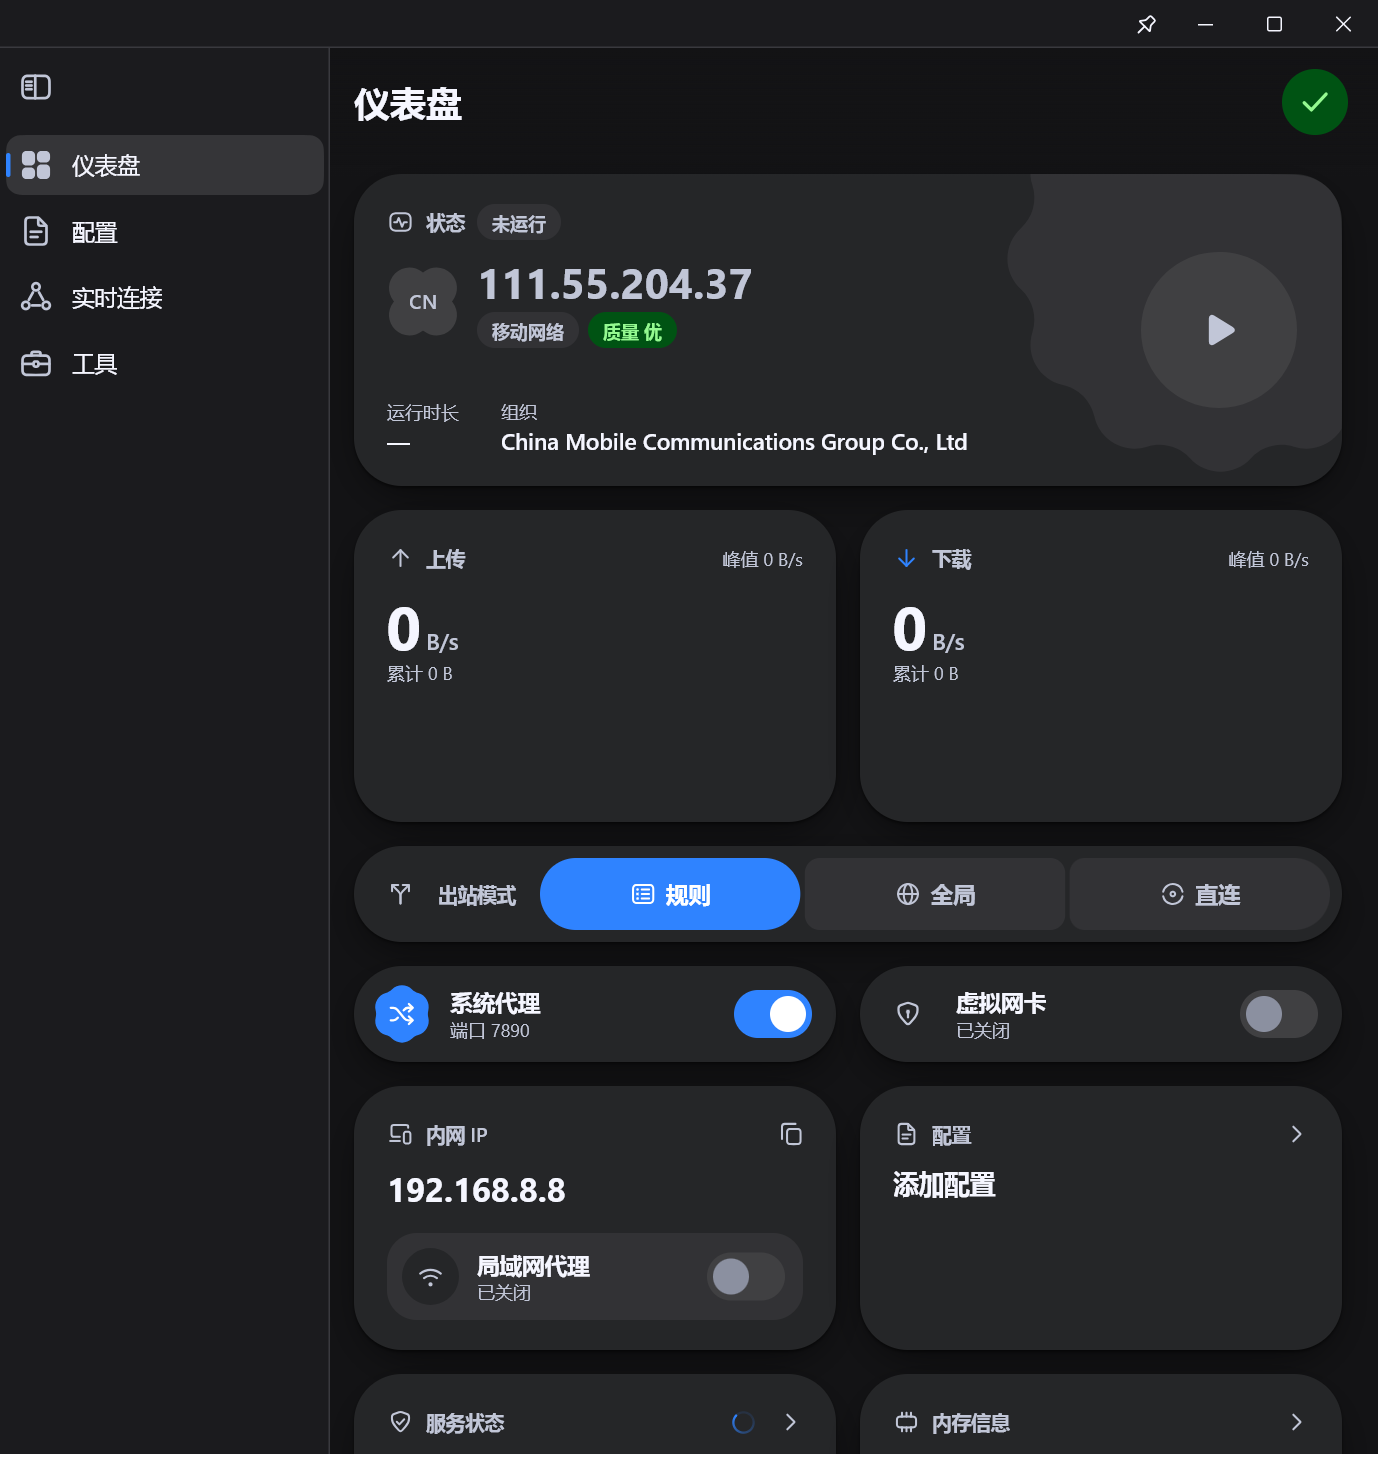 仪表盘
配置
实时连接
工具
仪表盘
状态 未运行
CN
111.55.204.37
移动网络 质量 优
运行时长
—
组织
China Mobile Communications Group Co., Ltd
上传 峰值 0 B/s
0 B/s
累计 0 B
下载 峰值 0 B/s
0 B/s
累计 0 B
出站模式 规则 全局 直连
系统代理
端口 7890
虚拟网卡
已关闭
内网 IP
192.168.8.8
局域网代理
已关闭
配置
添加配置
服务状态
内存信息